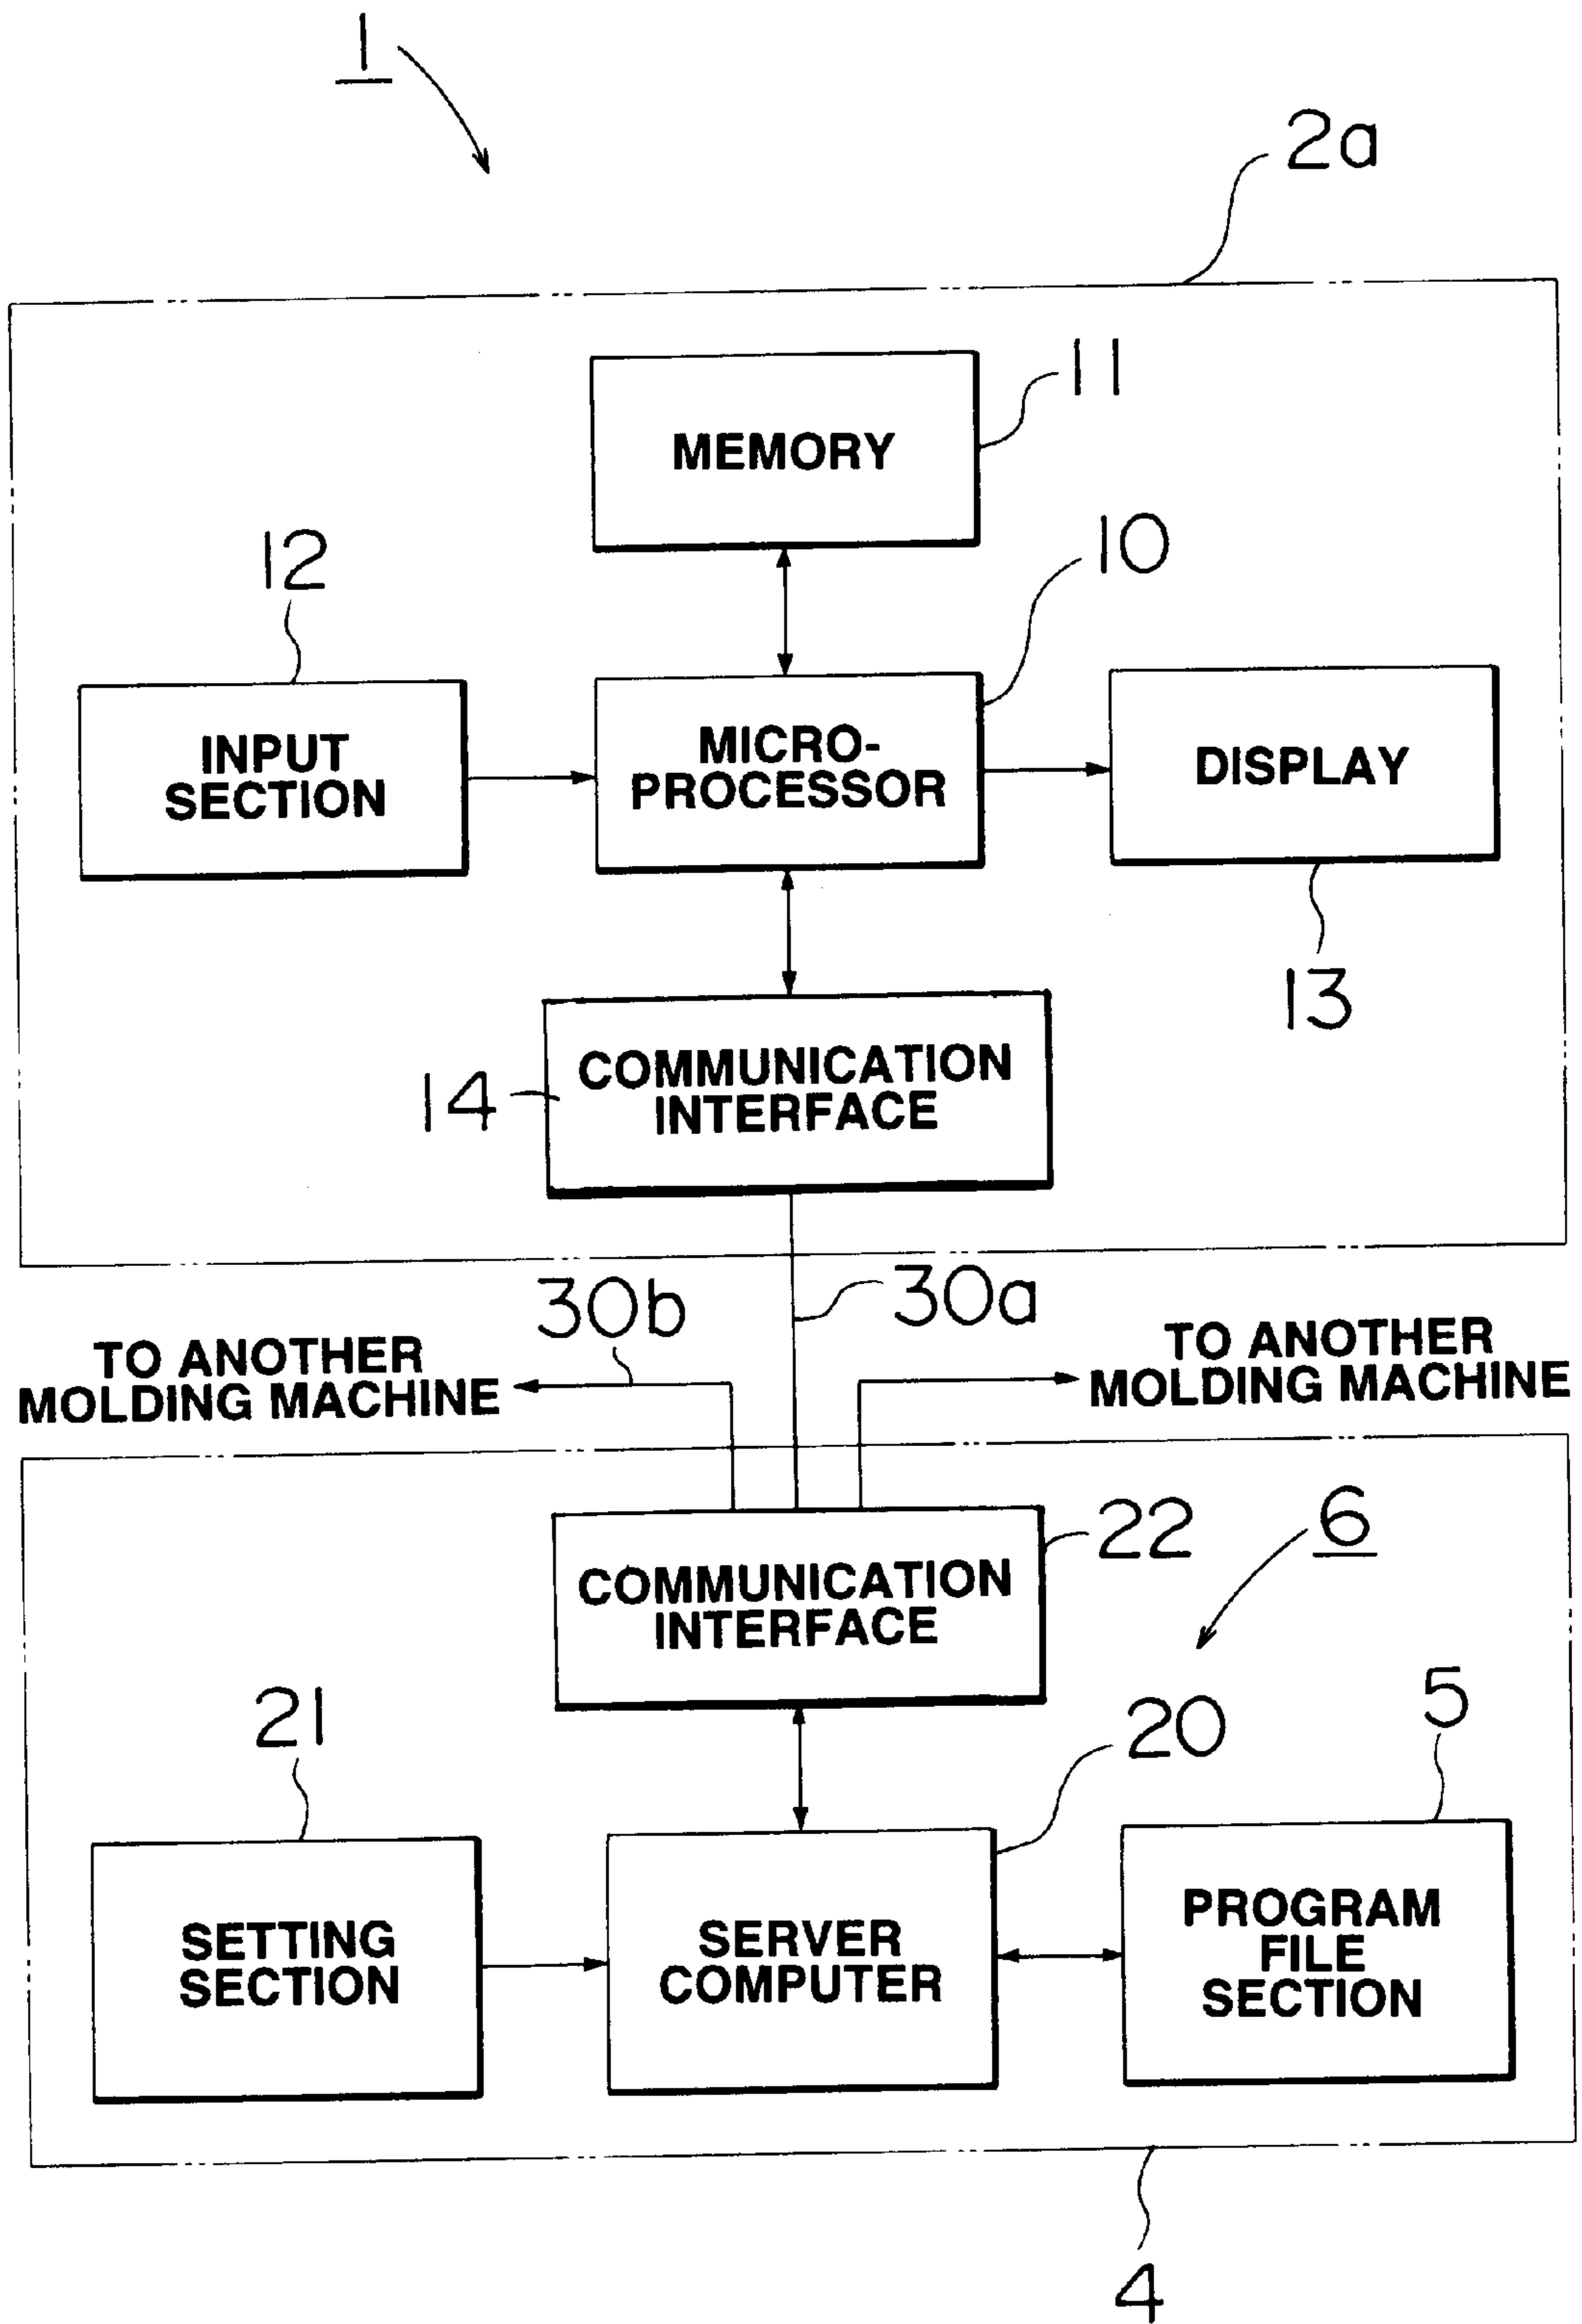 1
2a
MEMORY
11
12
10
INPUT
SECTION
MICRO-
PROCESSOR
DISPLAY
13
COMMUNICATION
INTERFACE
14
30b
30a
TO ANOTHER
MOLDING MACHINE
TO ANOTHER
MOLDING MACHINE
COMMUNICATION
INTERFACE
22
6
21
20
5
SETTING
SECTION
SERVER
COMPUTER
PROGRAM
FILE
SECTION
4